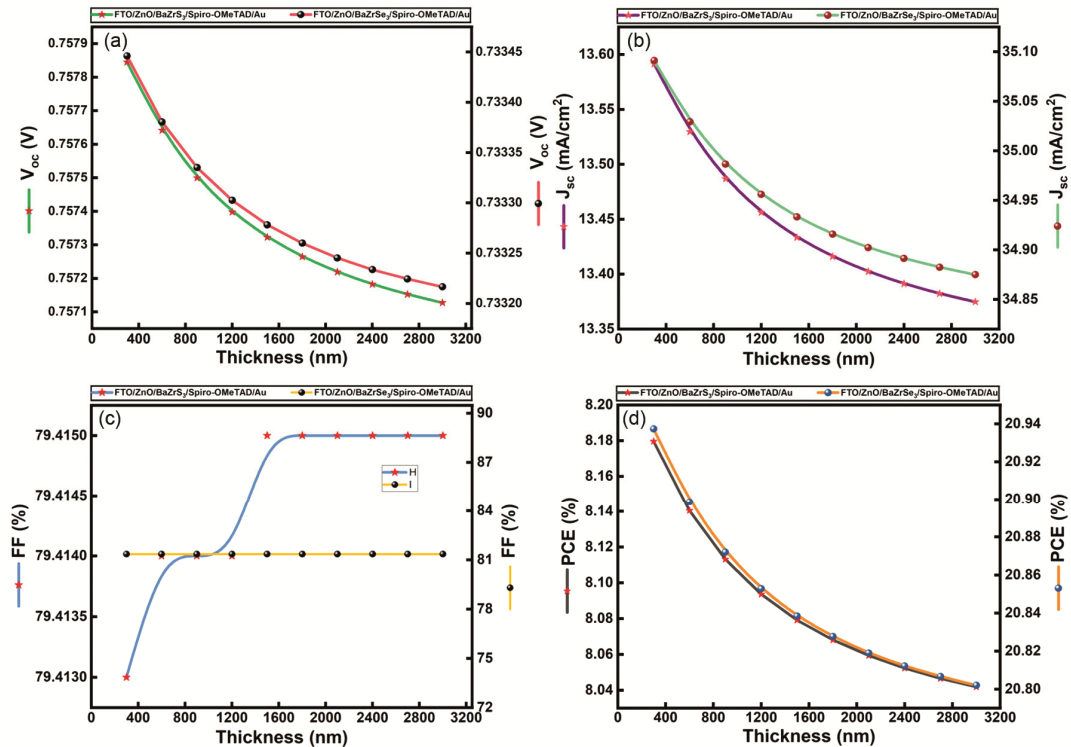 FTO/ZnO/BaZrS3/Spiro-OMeTAD/Au FTO/ZnO/BaZrSe3/Spiro-OMeTAD/Au
(a)
0.7579
0.7578
0.7577
0.7576
0.7575
0.7574
0.7573
0.7572
0.7571
VOC (V)
0.73345
0.73340
0.73335
0.73330
0.73325
0.73320
VOC (V)
0 400 800 1200 1600 2000 2400 2800 3200
Thickness (nm)
FTO/ZnO/BaZrS3/Spiro-OMeTAD/Au FTO/ZnO/BaZrSe3/Spiro-OMeTAD/Au
(b)
13.60
13.55
13.50
13.45
13.40
13.35
JSC (mA/cm2)
35.10
35.05
35.00
34.95
34.90
34.85
JSC (mA/cm2)
0 400 800 1200 1600 2000 2400 2800 3200
Thickness (nm)
FTO/ZnO/BaZrS3/Spiro-OMeTAD/Au FTO/ZnO/BaZrSe3/Spiro-OMeTAD/Au
(c)
79.4150
79.4145
79.4140
79.4135
79.4130
FF (%)
H
I
90
88
85
83
81
78
76
74
72
FF (%)
0 400 800 1200 1600 2000 2400 2800 3200
Thickness (nm)
FTO/ZnO/BaZrS3/Spiro-OMeTAD/Au FTO/ZnO/BaZrSe3/Spiro-OMeTAD/Au
(d)
8.20
8.18
8.16
8.14
8.12
8.10
8.08
8.06
8.04
PCE (%)
20.94
20.93
20.90
20.88
20.86
20.84
20.82
20.80
PCE (%)
0 400 800 1200 1600 2000 2400 2800 3200
Thickness (nm)